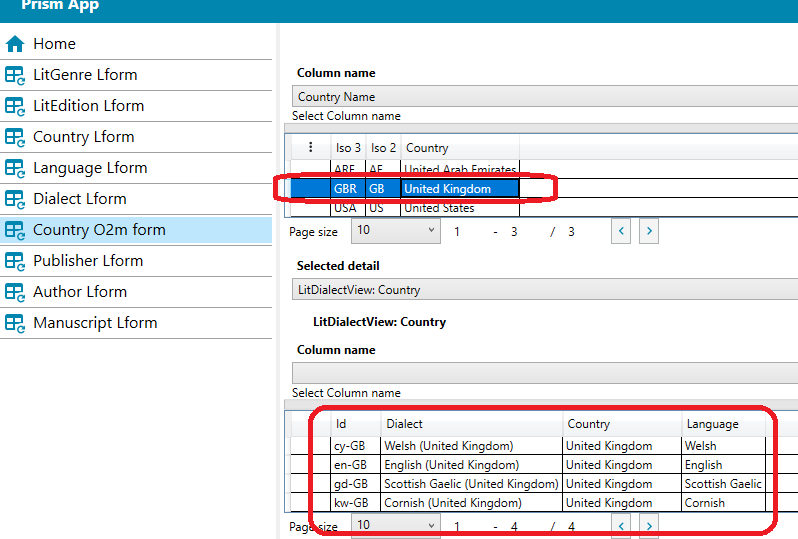 Prism App
Home
LitGenre Lform
LitEdition Lform
Country Lform
Language Lform
Dialect Lform
Country O2m form
Publisher Lform
Author Lform
Manuscript Lform
Column name
Country Name
Select Column name
Iso 3 Iso 2 Country
ARE AE United Arab Emirates
GBR GB United Kingdom
USA US United States
Page size 10 1 - 3 / 3 < >
Selected detail
LitDialectView: Country
LitDialectView: Country
Column name
Select Column name
Id Dialect Country Language
cy-GB Welsh (United Kingdom) United Kingdom Welsh
en-GB English (United Kingdom) United Kingdom English
gd-GB Scottish Gaelic (United Kingdom) United Kingdom Scottish Gaelic
kw-GB Cornish (United Kingdom) United Kingdom Cornish
Page size 10 1 - 4 / 4 < >